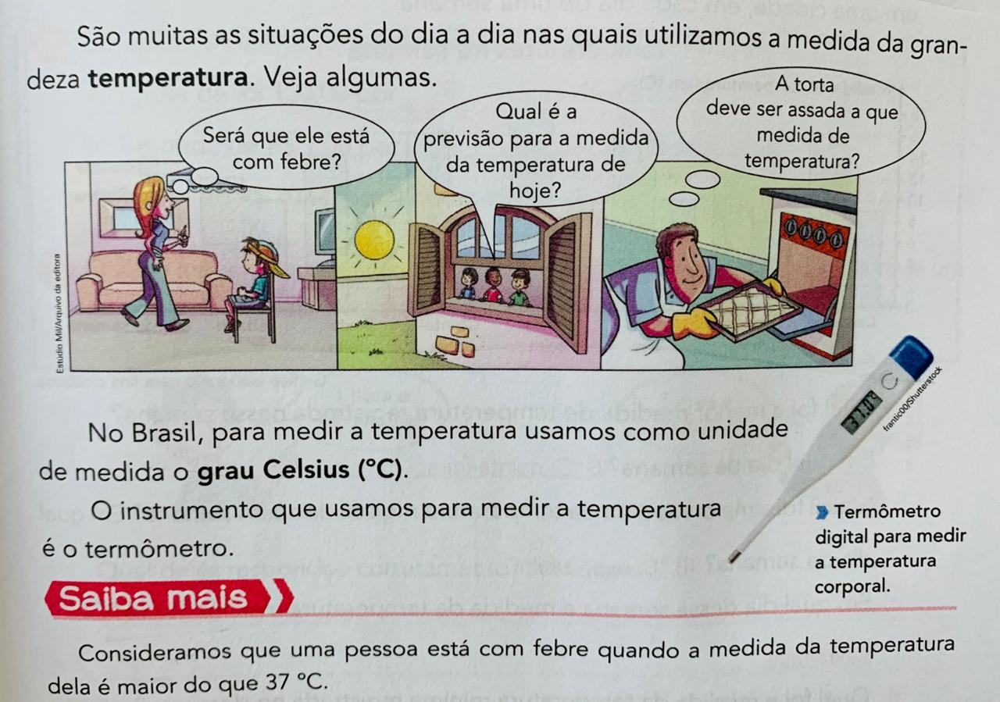 São muitas as situações do dia a dia nas quais utilizamos a medida da gran-
deza temperatura. Veja algumas.
Será que ele está
com febre?
Qual é a
previsão para a medida
da temperatura de
hoje?
A torta
deve ser assada a que
medida de
temperatura?
Estúdio Mil/Arquivo da editora
37.0°C
frantic00/Shutterstock
No Brasil, para medir a temperatura usamos como unidade
de medida o grau Celsius (ºC).
O instrumento que usamos para medir a temperatura
é o termômetro.
Termômetro
digital para medir
a temperatura
corporal.
Saiba mais
Consideramos que uma pessoa está com febre quando a medida da temperatura
dela é maior do que 37 ºC.